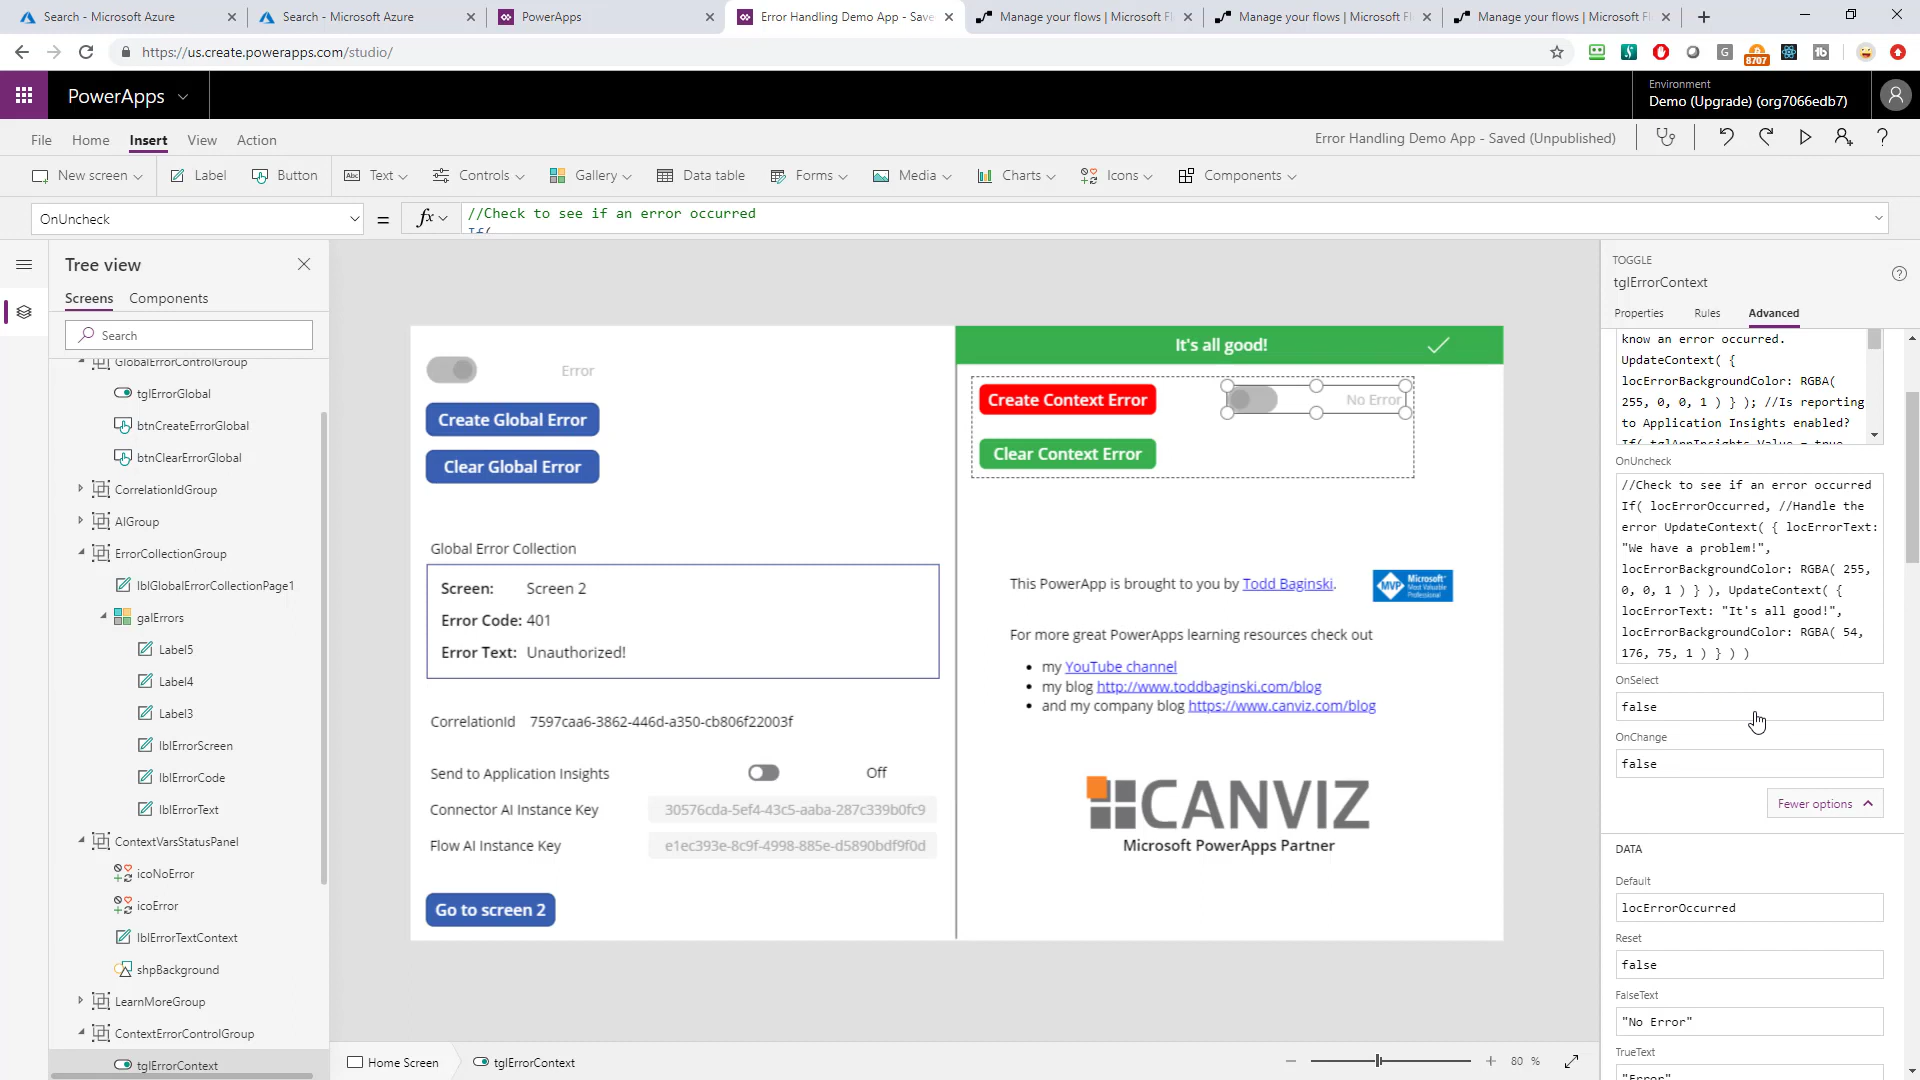 Search - Microsoft Azure
Search - Microsoft Azure
PowerApps
Error Handling Demo App - Save
Manage your flows | Microsoft Fl
Manage your flows | Microsoft Fl
Manage your flows | Microsoft Fl
https://us.create.powerapps.com/studio/
8707
PowerApps
Environment
Demo (Upgrade) (org7066edb7)
File Home Insert View Action
Error Handling Demo App - Saved (Unpublished)
New screen Label Button Text Controls Gallery Data table Forms Media Charts Icons Components
OnUncheck
=
fx
//Check to see if an error occurred
If(
Tree view
Screens Components
Search
GlobalErrorControlGroup
tglErrorGlobal
btnCreateErrorGlobal
btnClearErrorGlobal
CorrelationIdGroup
AIGroup
ErrorCollectionGroup
lblGlobalErrorCollectionPage1
galErrors
Label5
Label4
Label3
lblErrorScreen
lblErrorCode
lblErrorText
ContextVarsStatusPanel
icoNoError
icoError
lblErrorTextContext
shpBackground
LearnMoreGroup
ContextErrorControlGroup
tglErrorContext
Error
Create Global Error
Clear Global Error
Global Error Collection
Screen: Screen 2
Error Code: 401
Error Text: Unauthorized!
CorrelationId 7597caa6-3862-446d-a350-cb806f22003f
Send to Application Insights Off
Connector AI Instance Key 30576cda-5ef4-43c5-aaba-287c339b0fc9
Flow AI Instance Key e1ec393e-8c9f-4998-885e-d5890bdf9f0d
Go to screen 2
It's all good!
Create Context Error
No Error
Clear Context Error
This PowerApp is brought to you by Todd Baginski.
MVP Microsoft Most Valuable Professional
For more great PowerApps learning resources check out
• my YouTube channel
• my blog http://www.toddbaginski.com/blog
• and my company blog https://www.canviz.com/blog
CANVIZ
Microsoft PowerApps Partner
Home Screen tglErrorContext
80 %
TOGGLE
tglErrorContext
Properties Rules Advanced
know an error occurred.
UpdateContext( {
locErrorBackgroundColor: RGBA(
255, 0, 0, 1 ) } ); //Is reporting
to Application Insights enabled?
If( tglAppInsights.Value = true,
OnUncheck
//Check to see if an error occurred
If( locErrorOccurred, //Handle the
error UpdateContext( { locErrorText:
"We have a problem!",
locErrorBackgroundColor: RGBA( 255,
0, 0, 1 ) } ), UpdateContext( {
locErrorText: "It's all good!",
locErrorBackgroundColor: RGBA( 54,
176, 75, 1 ) } ) )
OnSelect
false
OnChange
false
Fewer options
DATA
Default
locErrorOccurred
Reset
false
FalseText
"No Error"
TrueText
"Error"